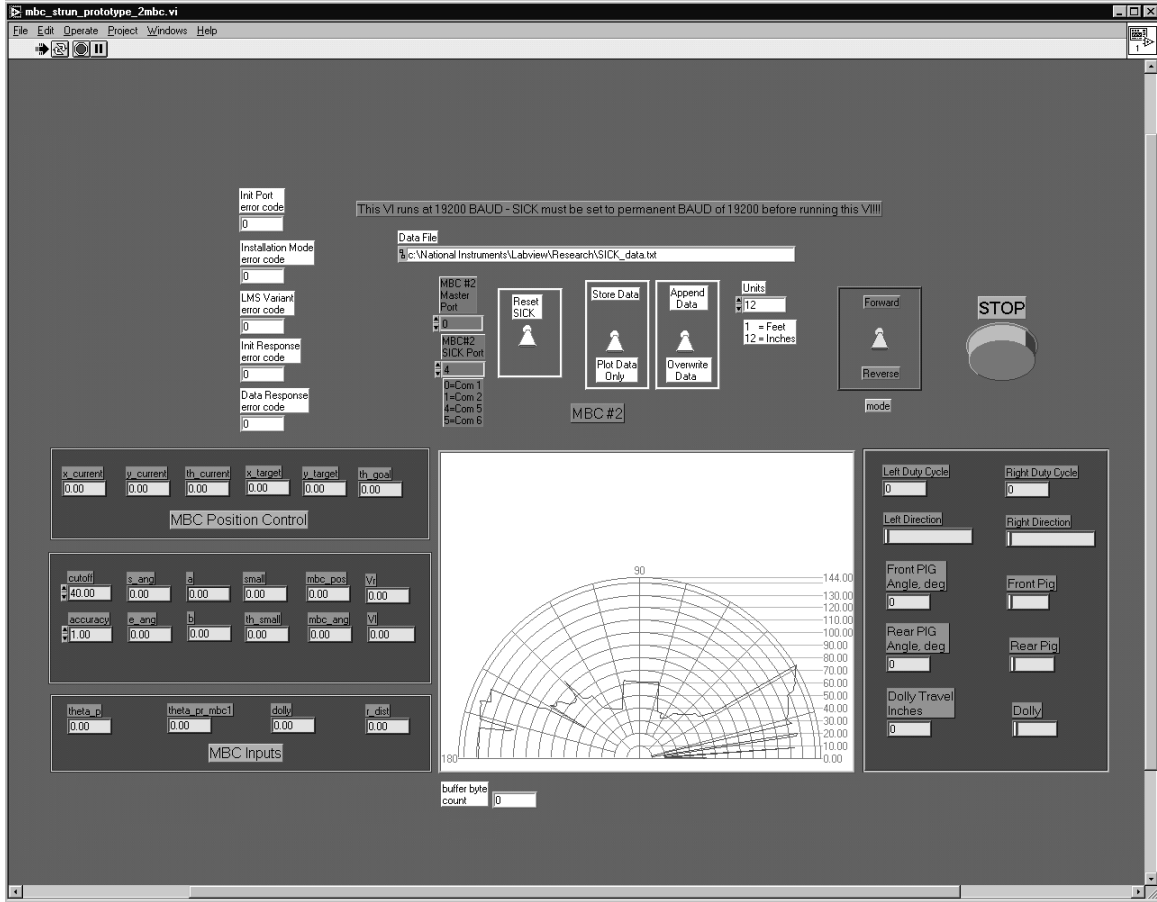 mbc_strun_prototype_2mbc.vi
File Edit Operate Project Windows Help
1
Init Port
error code
0
This VI runs at 19200 BAUD - SICK must be set to permanent BAUD of 19200 before running this VI!!!
Data File
c:\National Instruments\Labview\Research\SICK_data.txt
Installation Mode
error code
0
LMS Variant
error code
0
Init Response
error code
0
Data Response
error code
0
MBC #2
Master
Port
0
MBC#2
SICK Port
4
0=Com 1
1=Com 2
4=Com 5
5=Com 6
Reset
SICK
Store Data
Plot Data
Only
Append
Data
Overwrite
Data
MBC #2
Units
12
1 = Feet
12 = Inches
Forward
Reverse
mode
STOP
x_current y_current th_current x_target y_target th_goal
0.00 0.00 0.00 0.00 0.00 0.00
MBC Position Control
cutoff s_ang a small mbc_pos Vr
40.00 0.00 0.00 0.00 0.00 0.00
accuracy e_ang b th_small mbc_ang Vl
1.00 0.00 0.00 0.00 0.00 0.00
theta_p theta_pr_mbc1 dolly r_dist
0.00 0.00 0.00 0.00
MBC Inputs
90
144.00
130.00
120.00
110.00
100.00
90.00
80.00
70.00
60.00
50.00
40.00
30.00
20.00
10.00
180 0.00
buffer byte
count
0
Left Duty Cycle Right Duty Cycle
0 0
Left Direction Right Direction
Front PIG
Angle, deg
0
Front Pig
Rear PIG
Angle, deg
0
Rear Pig
Dolly Travel
Inches
0
Dolly